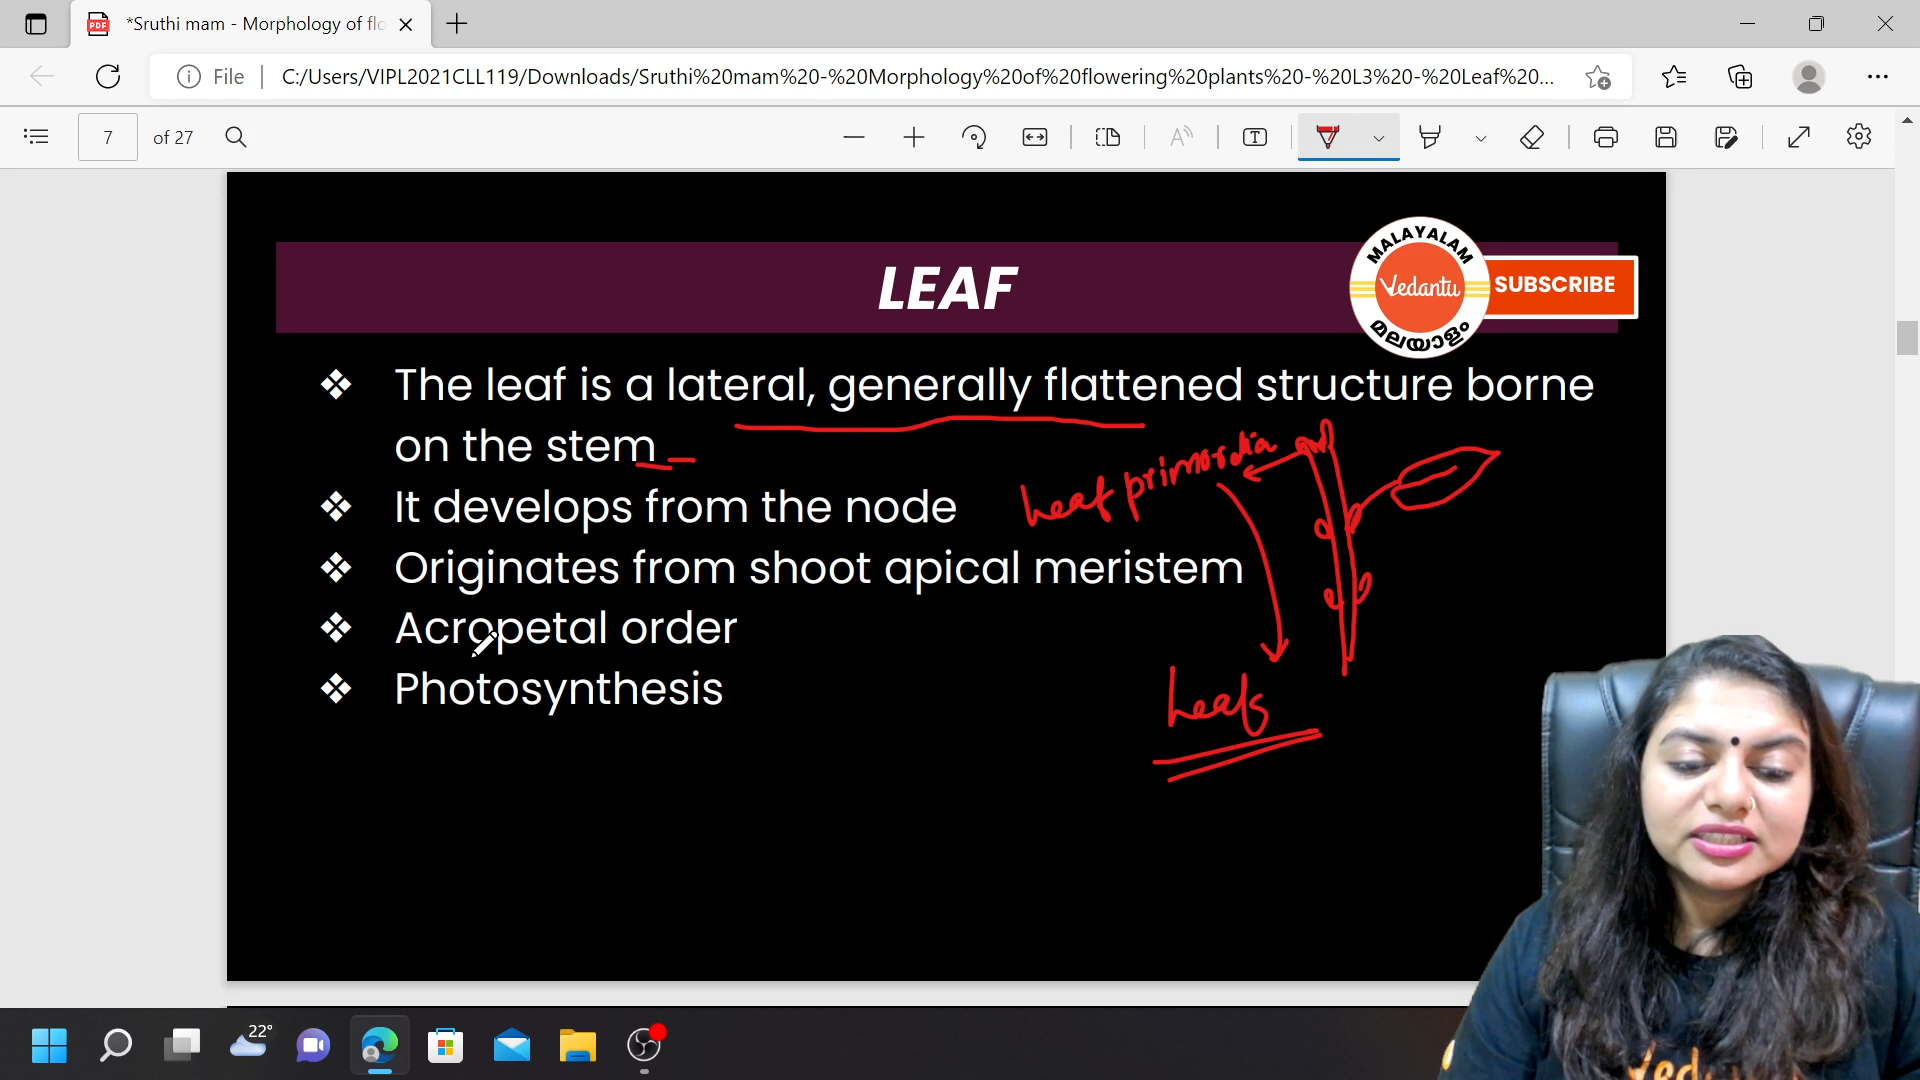 *Sruthi mam - Morphology of flo
File
C:/Users/VIPL2021CLL119/Downloads/Sruthi%20mam%20-%20Morphology%20of%20flowering%20plants%20-%20L3%20-%20Leaf%20...
7 of 27
LEAF
MALAYALAM
Vedantu
മലയാളം
SUBSCRIBE
❖ The leaf is a lateral, generally flattened structure borne
on the stem
❖ It develops from the node
Leaf primordia
❖ Originates from shoot apical meristem
❖ Acropetal order
❖ Photosynthesis
Leafs
22°